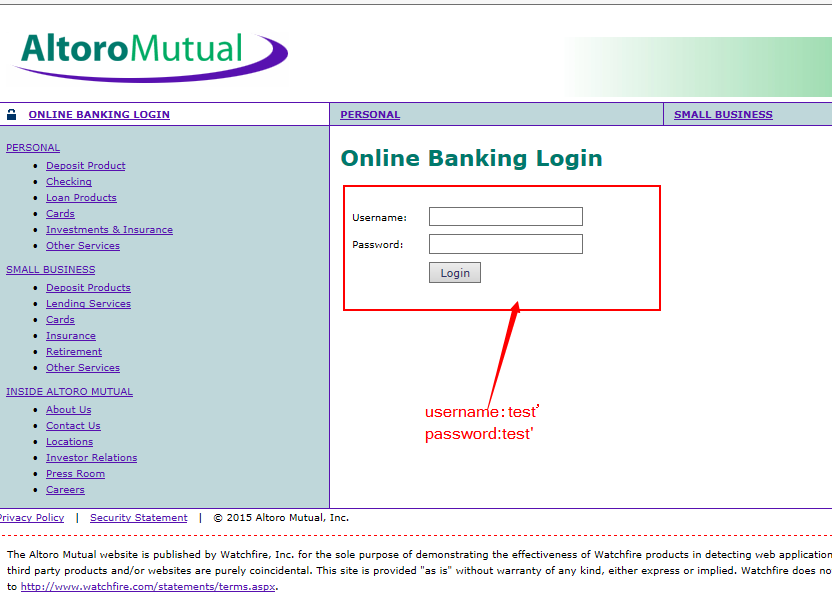 AltoroMutual
ONLINE BANKING LOGIN
PERSONAL
SMALL BUSINESS
PERSONAL
Deposit Product
Checking
Loan Products
Cards
Investments & Insurance
Other Services
SMALL BUSINESS
Deposit Products
Lending Services
Cards
Insurance
Retirement
Other Services
INSIDE ALTORO MUTUAL
About Us
Contact Us
Locations
Investor Relations
Press Room
Careers
Online Banking Login
Username:
Password:
Login
username:test'
password:test'
Privacy Policy | Security Statement | © 2015 Altoro Mutual, Inc.
The Altoro Mutual website is published by Watchfire, Inc. for the sole purpose of demonstrating the effectiveness of Watchfire products in detecting web application
third party products and/or websites are purely coincidental. This site is provided "as is" without warranty of any kind, either express or implied. Watchfire does no
to http://www.watchfire.com/statements/terms.aspx.